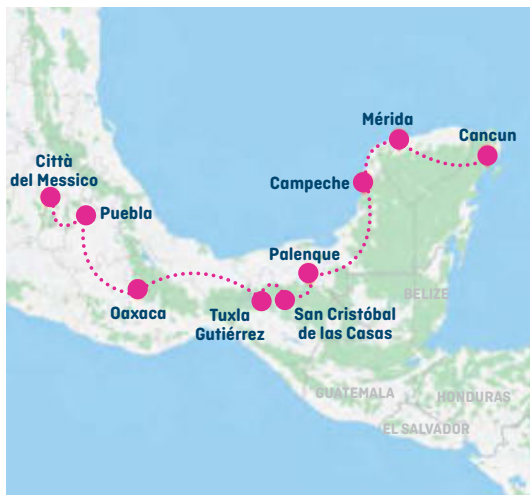 Mérida
Cancun
Città
del Messico
Campeche
Puebla
Palenque
BELIZE
Oaxaca
Tuxla
Gutiérrez
San Cristóbal
de las Casas
GUATEMALA
HONDURAS
EL SALVADOR